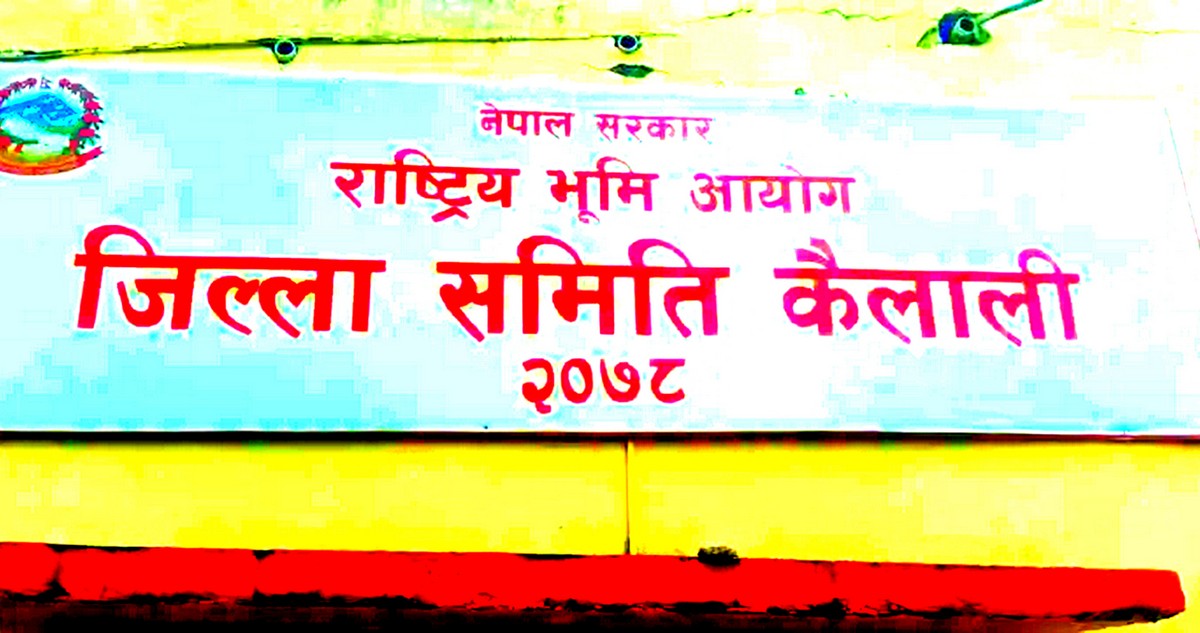 नेपाल सरकार
राष्ट्रिय भूमि आयोग
जिल्ला समिति कैलाली
२०७८